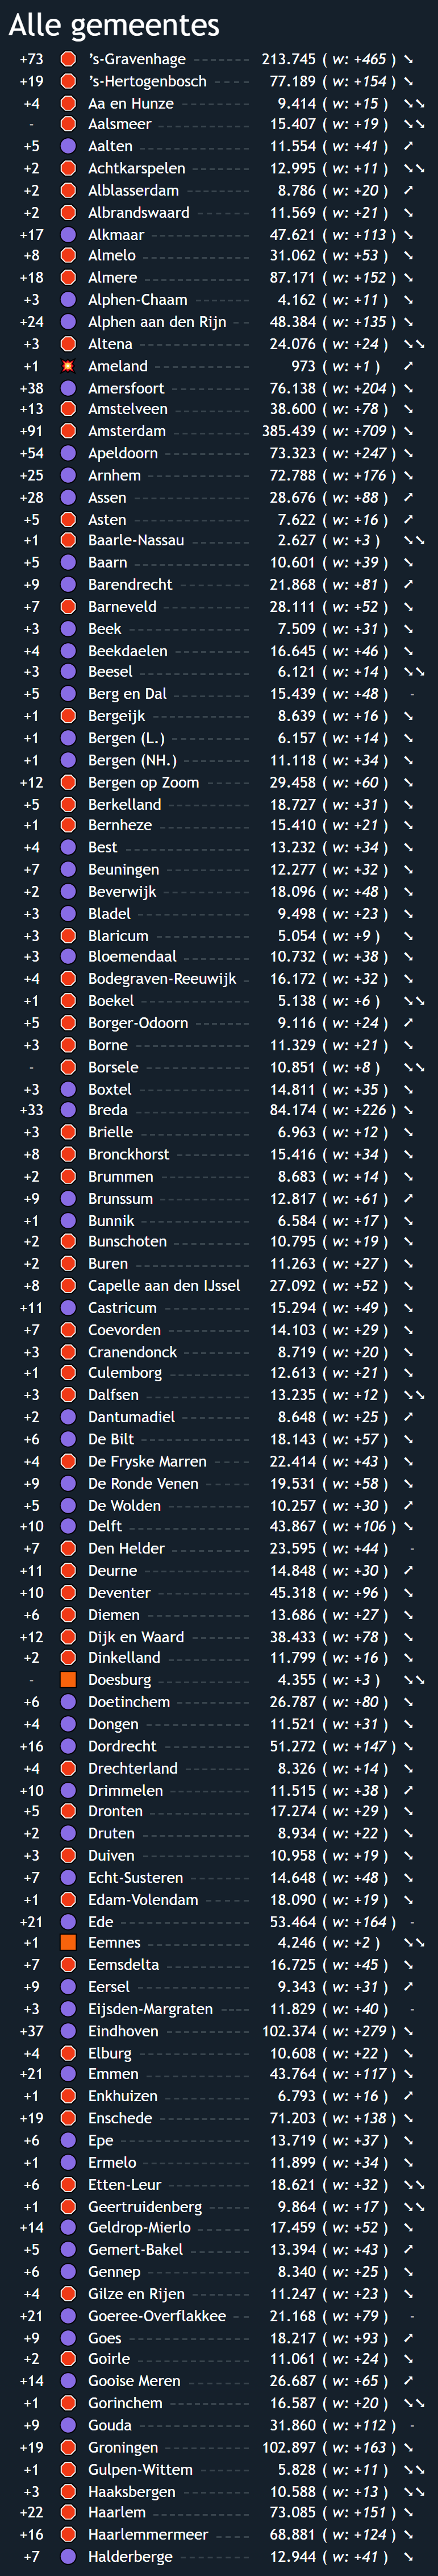 Alle gemeentes
+73 's-Gravenhage 213.745 ( w: +465 ) ↘
+19 's-Hertogenbosch 77.189 ( w: +154 ) ↘
+4 Aa en Hunze 9.414 ( w: +15 ) ↘↘
- Aalsmeer 15.407 ( w: +19 ) ↘↘
+5 Aalten 11.554 ( w: +41 ) ↗
+2 Achtkarspelen 12.995 ( w: +11 ) ↘↘
+2 Alblasserdam 8.786 ( w: +20 ) ↗
+2 Albrandswaard 11.569 ( w: +21 ) ↘
+17 Alkmaar 47.621 ( w: +113 ) ↘
+8 Almelo 31.062 ( w: +53 ) ↘
+18 Almere 87.171 ( w: +152 ) ↘
+3 Alphen-Chaam 4.162 ( w: +11 ) ↘
+24 Alphen aan den Rijn 48.384 ( w: +135 ) ↘
+3 Altena 24.076 ( w: +24 ) ↘↘
+1 Ameland 973 ( w: +1 ) ↗
+38 Amersfoort 76.138 ( w: +204 ) ↘
+13 Amstelveen 38.600 ( w: +78 ) ↘
+91 Amsterdam 385.439 ( w: +709 ) ↘
+54 Apeldoorn 73.323 ( w: +247 ) ↘
+25 Arnhem 72.788 ( w: +176 ) ↘
+28 Assen 28.676 ( w: +88 ) ↗
+5 Asten 7.622 ( w: +16 ) ↗
+1 Baarle-Nassau 2.627 ( w: +3 ) ↘↘
+5 Baarn 10.601 ( w: +39 ) ↘
+9 Barendrecht 21.868 ( w: +81 ) ↗
+7 Barneveld 28.111 ( w: +52 ) ↘
+3 Beek 7.509 ( w: +31 ) ↘
+4 Beekdaelen 16.645 ( w: +46 ) ↘
+3 Beesel 6.121 ( w: +14 ) ↘↘
+5 Berg en Dal 15.439 ( w: +48 ) -
+1 Bergeijk 8.639 ( w: +16 ) ↘
+1 Bergen (L.) 6.157 ( w: +14 ) ↘
+1 Bergen (NH.) 11.118 ( w: +34 ) ↘
+12 Bergen op Zoom 29.458 ( w: +60 ) ↘
+5 Berkelland 18.727 ( w: +31 ) ↘
+1 Bernheze 15.410 ( w: +21 ) ↘
+4 Best 13.232 ( w: +34 ) ↘
+7 Beuningen 12.277 ( w: +32 ) ↘
+2 Beverwijk 18.096 ( w: +48 ) ↘
+3 Bladel 9.498 ( w: +23 ) ↘
+3 Blaricum 5.054 ( w: +9 ) ↘
+3 Bloemendaal 10.732 ( w: +38 ) ↘
+4 Bodegraven-Reeuwijk 16.172 ( w: +32 ) ↘
+1 Boekel 5.138 ( w: +6 ) ↘↘
+5 Borger-Odoorn 9.116 ( w: +24 ) ↗
+3 Borne 11.329 ( w: +21 ) ↘
- Borsele 10.851 ( w: +8 ) ↘↘
+3 Boxtel 14.811 ( w: +35 ) ↘
+33 Breda 84.174 ( w: +226 ) ↘
+3 Brielle 6.963 ( w: +12 ) ↘
+8 Bronckhorst 15.416 ( w: +34 ) ↘
+2 Brummen 8.683 ( w: +14 ) ↘
+9 Brunssum 12.817 ( w: +61 ) ↗
+1 Bunnik 6.584 ( w: +17 ) ↘
+2 Bunschoten 10.795 ( w: +19 ) ↘
+2 Buren 11.263 ( w: +27 ) ↘
+8 Capelle aan den IJssel 27.092 ( w: +52 ) ↘
+11 Castricum 15.294 ( w: +49 ) ↘
+7 Coevorden 14.103 ( w: +29 ) ↘
+3 Cranendonck 8.719 ( w: +20 ) ↘
+1 Culemborg 12.613 ( w: +21 ) ↘
+3 Dalfsen 13.235 ( w: +12 ) ↘↘
+2 Dantumadiel 8.648 ( w: +25 ) ↗
+6 De Bilt 18.143 ( w: +57 ) ↘
+4 De Fryske Marren 22.414 ( w: +43 ) ↘
+9 De Ronde Venen 19.531 ( w: +58 ) ↘
+5 De Wolden 10.257 ( w: +30 ) ↗
+10 Delft 43.867 ( w: +106 ) ↘
+7 Den Helder 23.595 ( w: +44 ) -
+11 Deurne 14.848 ( w: +30 ) ↗
+10 Deventer 45.318 ( w: +96 ) ↘
+6 Diemen 13.686 ( w: +27 ) ↘
+12 Dijk en Waard 38.433 ( w: +78 ) ↘
+2 Dinkelland 11.799 ( w: +16 ) ↘
- Doesburg 4.355 ( w: +3 ) ↘↘
+6 Doetinchem 26.787 ( w: +80 ) ↘
+4 Dongen 11.521 ( w: +31 ) ↘
+16 Dordrecht 51.272 ( w: +147 ) ↘
+4 Drechterland 8.326 ( w: +14 ) ↘
+10 Drimmelen 11.515 ( w: +38 ) ↗
+5 Dronten 17.274 ( w: +29 ) ↘
+2 Druten 8.934 ( w: +22 ) ↘
+3 Duiven 10.958 ( w: +19 ) ↘
+7 Echt-Susteren 14.648 ( w: +48 ) ↘
+1 Edam-Volendam 18.090 ( w: +19 ) ↘
+21 Ede 53.464 ( w: +164 ) -
+1 Eemnes 4.246 ( w: +2 ) ↘↘
+7 Eemsdelta 16.725 ( w: +45 ) ↘
+9 Eersel 9.343 ( w: +31 ) ↗
+3 Eijsden-Margraten 11.829 ( w: +40 ) -
+37 Eindhoven 102.374 ( w: +279 ) ↘
+4 Elburg 10.608 ( w: +22 ) ↘
+21 Emmen 43.764 ( w: +117 ) ↘
+1 Enkhuizen 6.793 ( w: +16 ) ↗
+19 Enschede 71.203 ( w: +138 ) ↘
+6 Epe 13.719 ( w: +37 ) ↘
+1 Ermelo 11.899 ( w: +34 ) ↘
+6 Etten-Leur 18.621 ( w: +32 ) ↘↘
+1 Geertruidenberg 9.864 ( w: +17 ) ↘↘
+14 Geldrop-Mierlo 17.459 ( w: +52 ) ↘
+5 Gemert-Bakel 13.394 ( w: +43 ) ↗
+6 Gennep 8.340 ( w: +25 ) ↘
+4 Gilze en Rijen 11.247 ( w: +23 ) ↘
+21 Goeree-Overflakkee 21.168 ( w: +79 ) -
+9 Goes 18.217 ( w: +93 ) ↗
+2 Goirle 11.061 ( w: +24 ) ↘
+14 Gooise Meren 26.687 ( w: +65 ) ↗
+1 Gorinchem 16.587 ( w: +20 ) ↘↘
+9 Gouda 31.860 ( w: +112 ) -
+19 Groningen 102.897 ( w: +163 ) ↘
+1 Gulpen-Wittem 5.828 ( w: +11 ) ↘↘
+3 Haaksbergen 10.588 ( w: +13 ) ↘↘
+22 Haarlem 73.085 ( w: +151 ) ↘
+16 Haarlemmermeer 68.881 ( w: +124 ) ↘
+7 Halderberge 12.944 ( w: +41 ) ↘